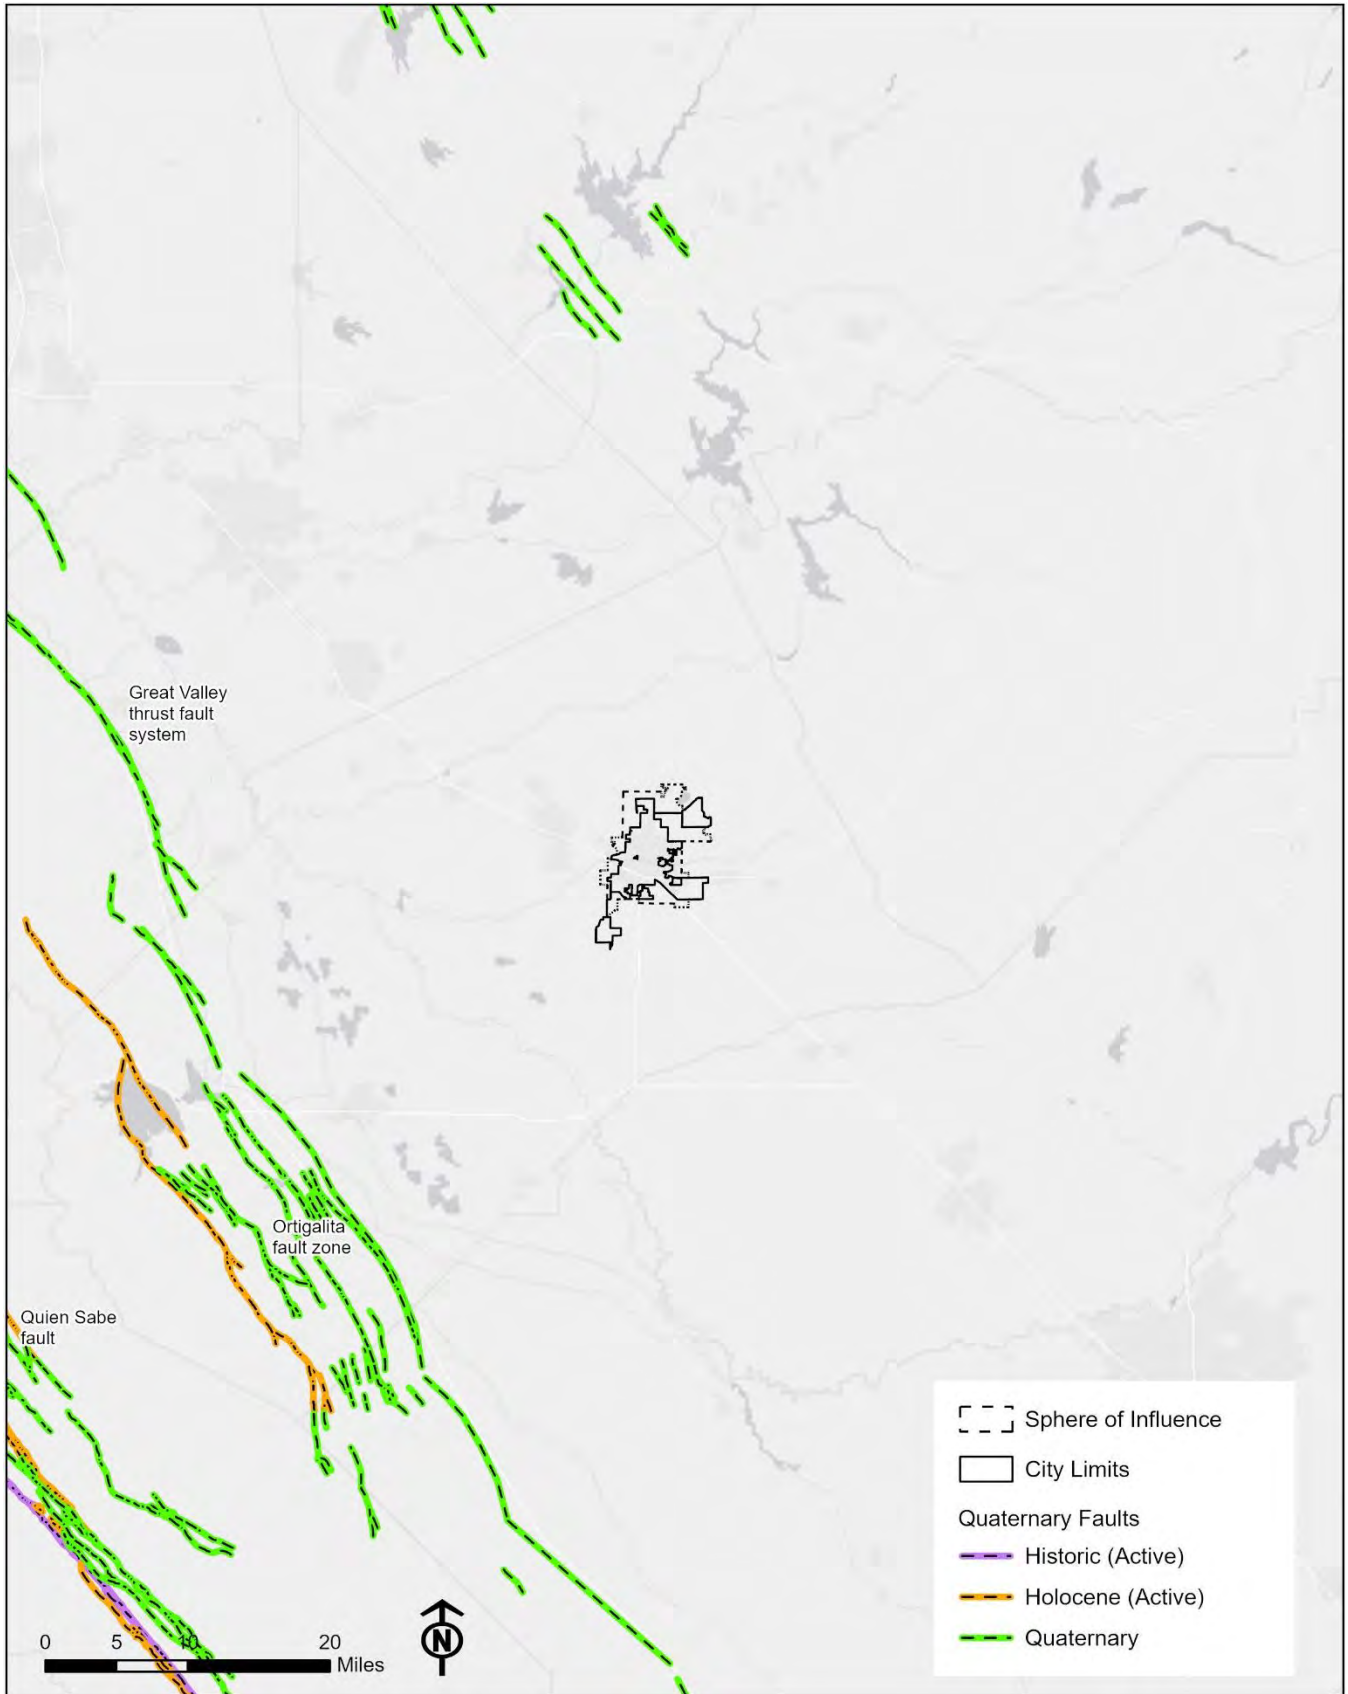 Great Valley
thrust fault
system
Ortigalita
fault zone
Quien Sabe
fault
Sphere of Influence
City Limits
Quaternary Faults
Historic (Active)
Holocene (Active)
Quaternary
0 5 10 20
Miles
N